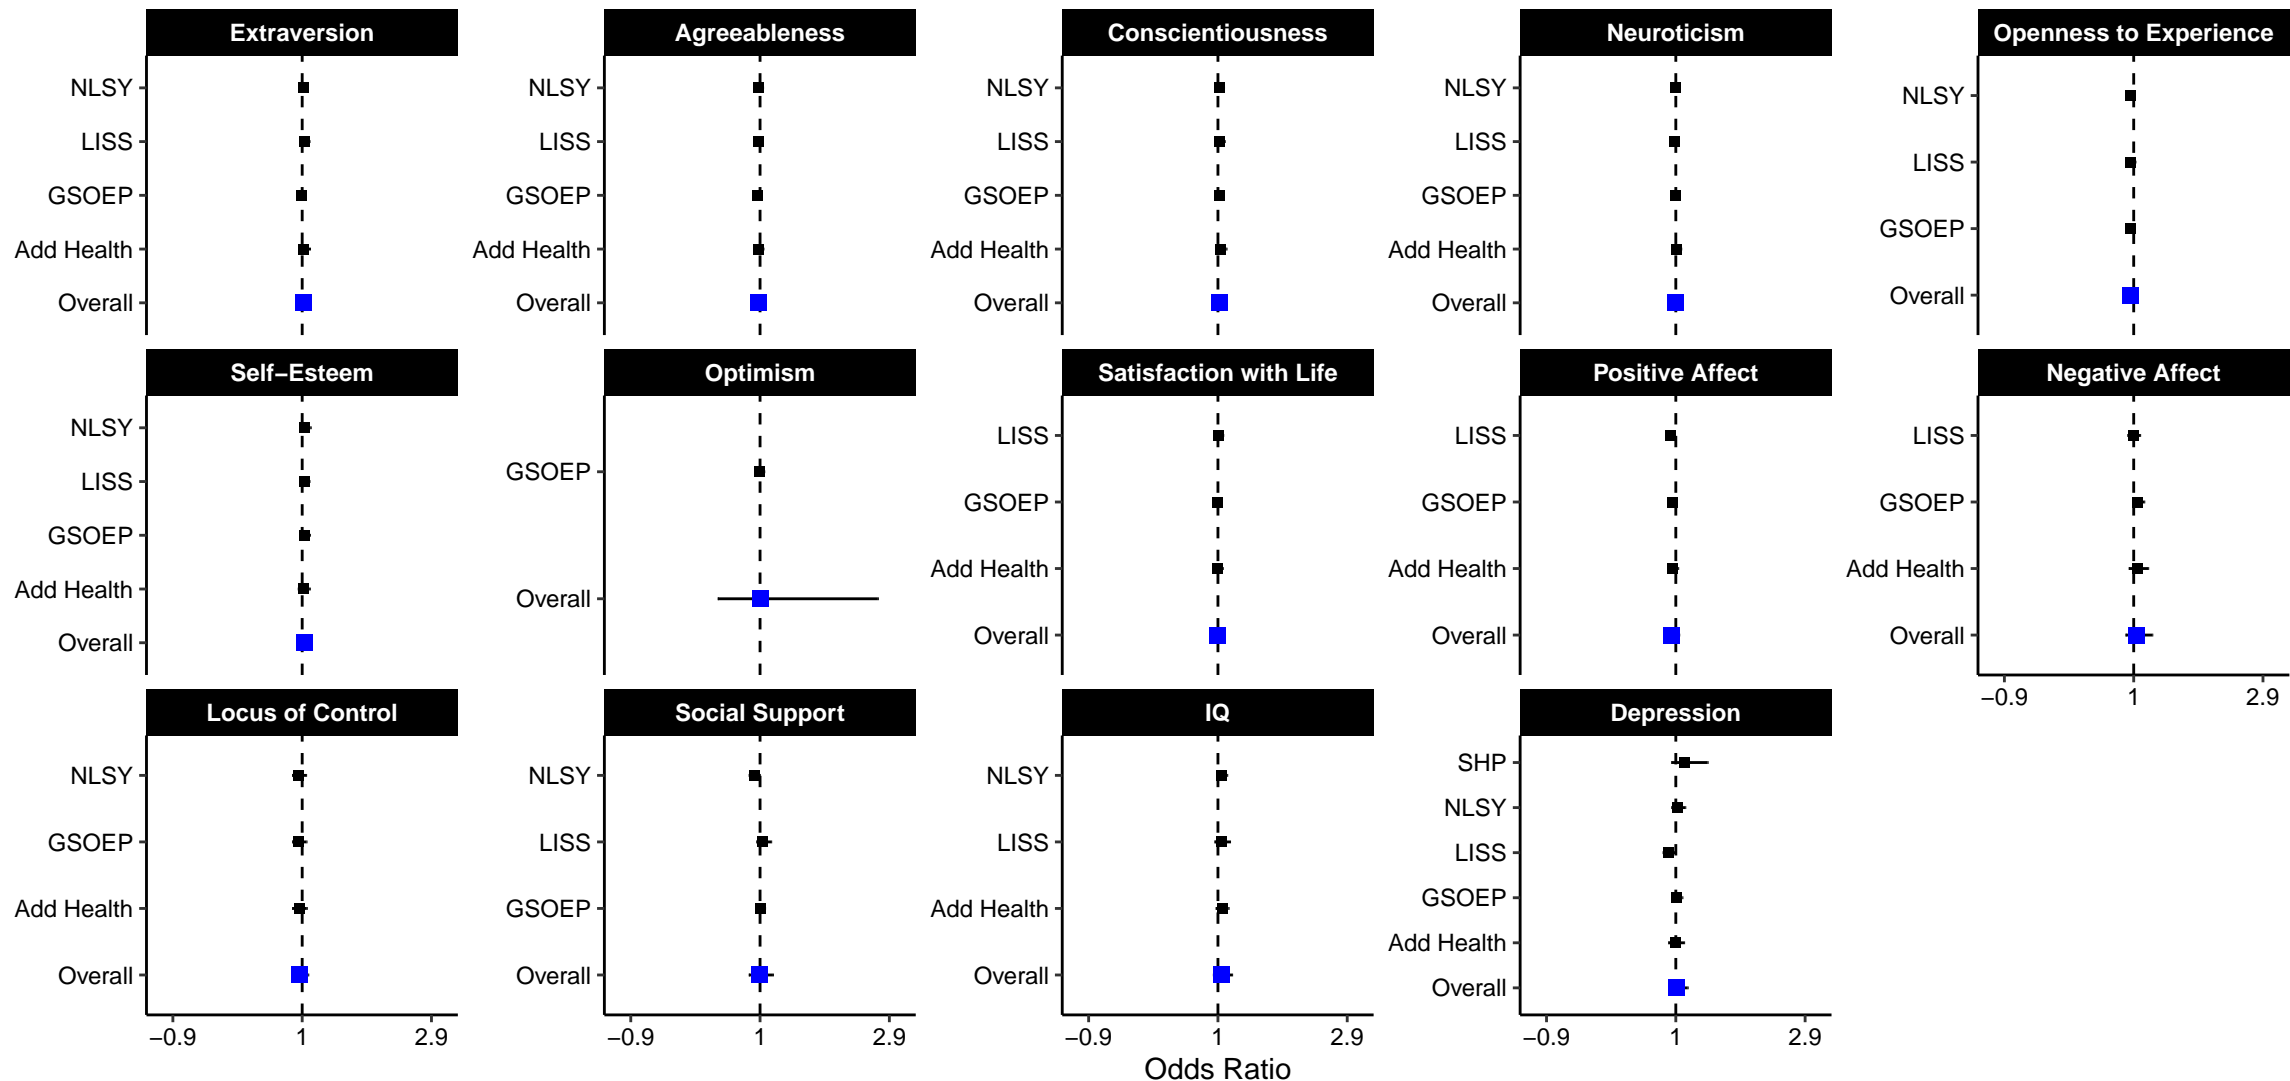 Extraversion
NLSY
LISS
GSOEP
Add Health
Overall
Agreeableness
NLSY
LISS
GSOEP
Add Health
Overall
Conscientiousness
NLSY
LISS
GSOEP
Add Health
Overall
Neuroticism
NLSY
LISS
GSOEP
Add Health
Overall
Openness to Experience
NLSY
LISS
GSOEP
Overall
Self−Esteem
NLSY
LISS
GSOEP
Add Health
Overall
Optimism
GSOEP
Overall
Satisfaction with Life
LISS
GSOEP
Add Health
Overall
Positive Affect
LISS
GSOEP
Add Health
Overall
Negative Affect
LISS
GSOEP
Add Health
Overall
−0.9 1 2.9
Locus of Control
NLSY
GSOEP
Add Health
Overall
−0.9 1 2.9
Social Support
NLSY
LISS
GSOEP
Overall
−0.9 1 2.9
IQ
NLSY
LISS
Add Health
Overall
−0.9 1 2.9
Depression
SHP
NLSY
LISS
GSOEP
Add Health
Overall
−0.9 1 2.9
Odds Ratio